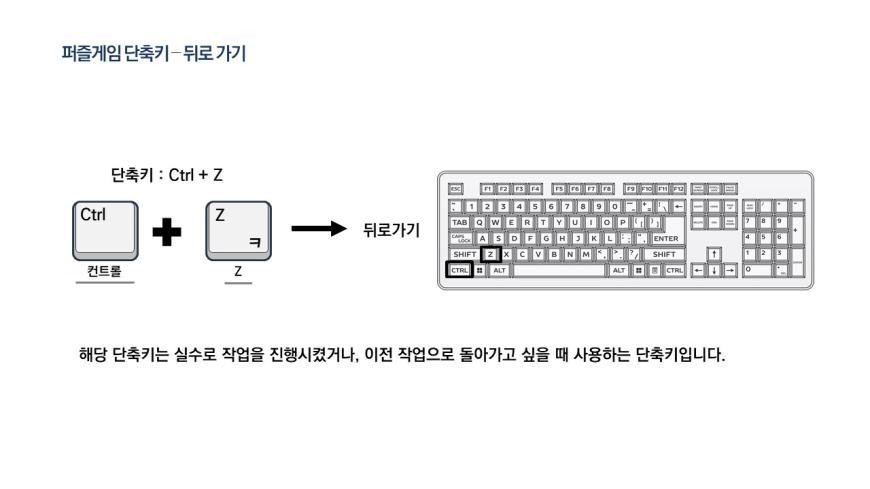 퍼즐게임 단축키-뒤로 가기
단축키 : Ctrl + Z
Ctrl
Z
ㅋ
컨트롤
Z
뒤로가기
ESC F1 F2 F3 F4 F5 F6 F7 F8 F9 F10 F11 F12
1 2 3 4 5 6 7 8 9 0 ←
TAB Q W E R T Y U I O P
CAPS LOCK A S D F G H J K L ENTER
SHIFT Z X C V B N M SHIFT ↑
CTRL ALT ALT CTRL ← ↓ →
7 8 9 +
4 5 6
1 2 3
0
해당 단축키는 실수로 작업을 진행시켰거나, 이전 작업으로 돌아가고 싶을 때 사용하는 단축키입니다.